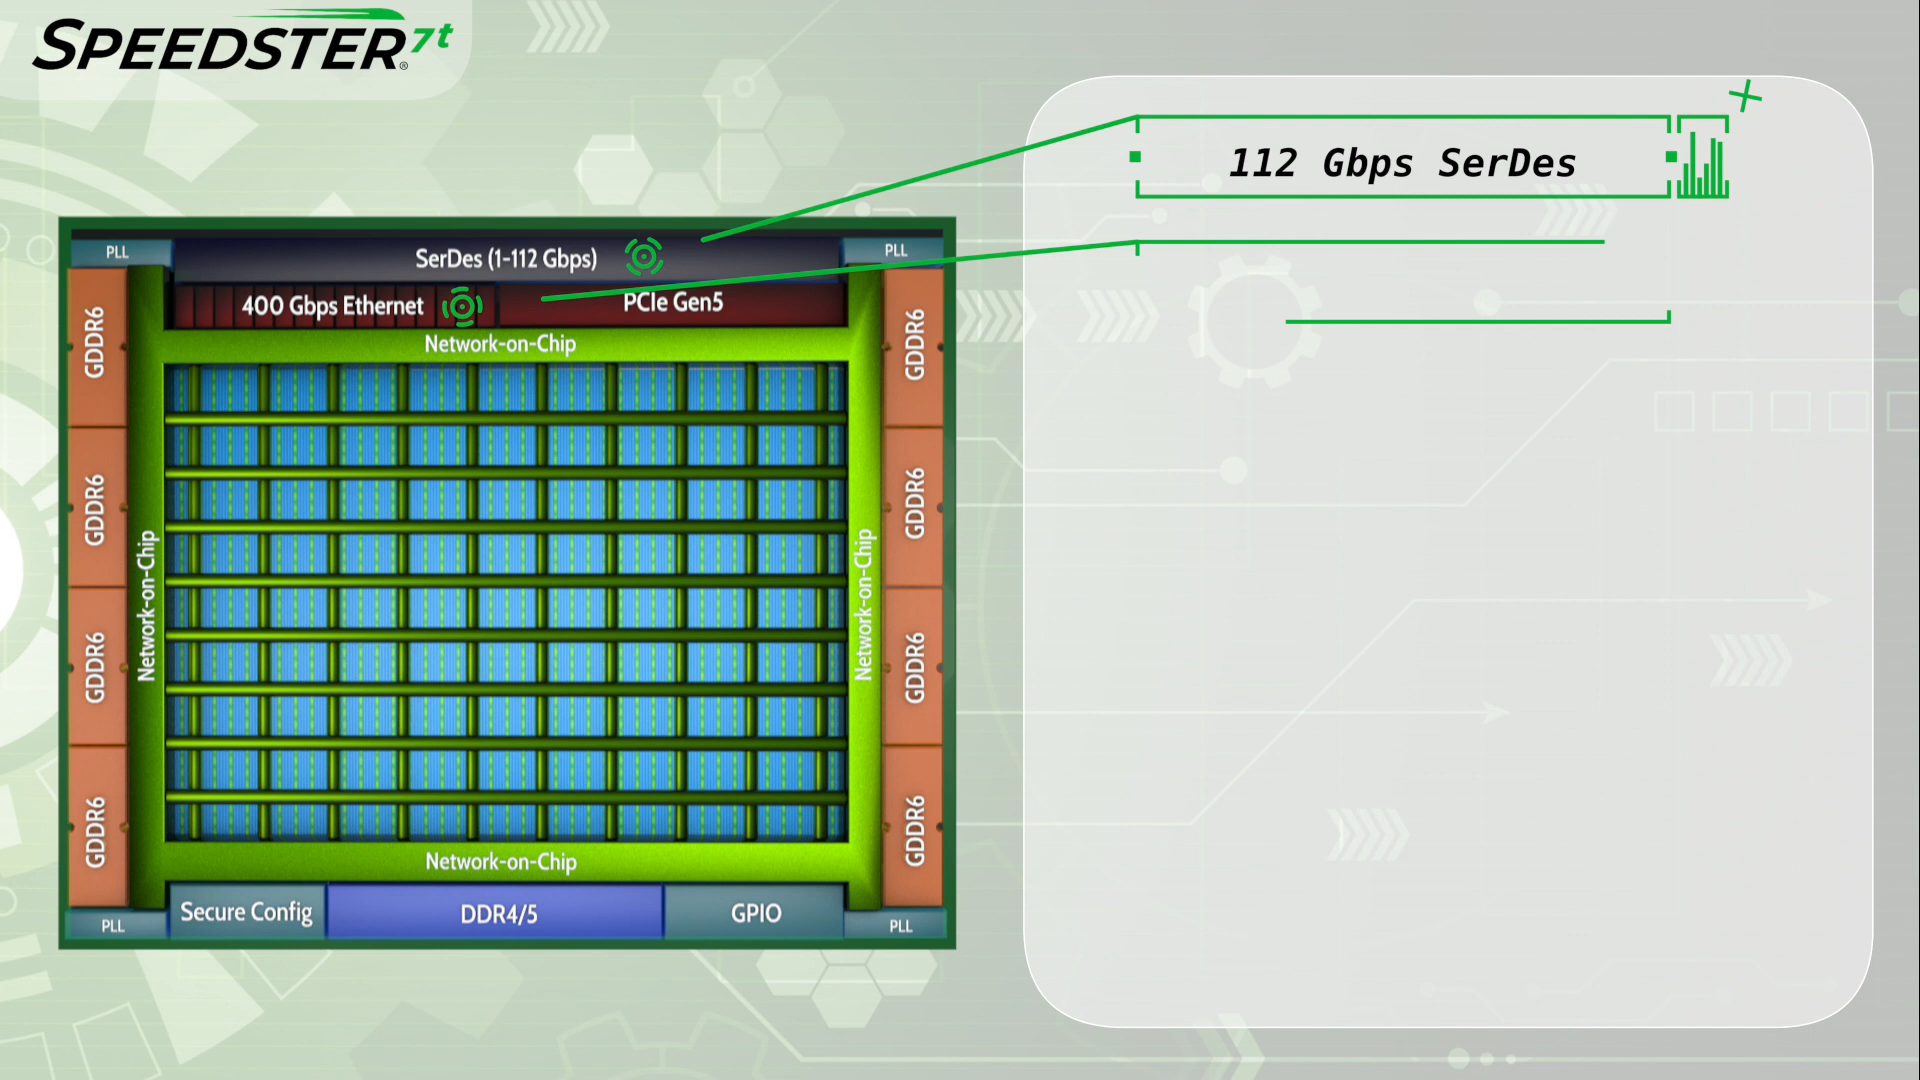 SPEEDSTER7t®
112 Gbps SerDes
PLL
SerDes (1-112 Gbps)
PLL
400 Gbps Ethernet
PCIe Gen5
Network-on-Chip
GDDR6
GDDR6
GDDR6
GDDR6
Network-on-Chip
Network-on-Chip
GDDR6
GDDR6
GDDR6
GDDR6
Network-on-Chip
Secure Config
DDR4/5
GPIO
PLL
PLL